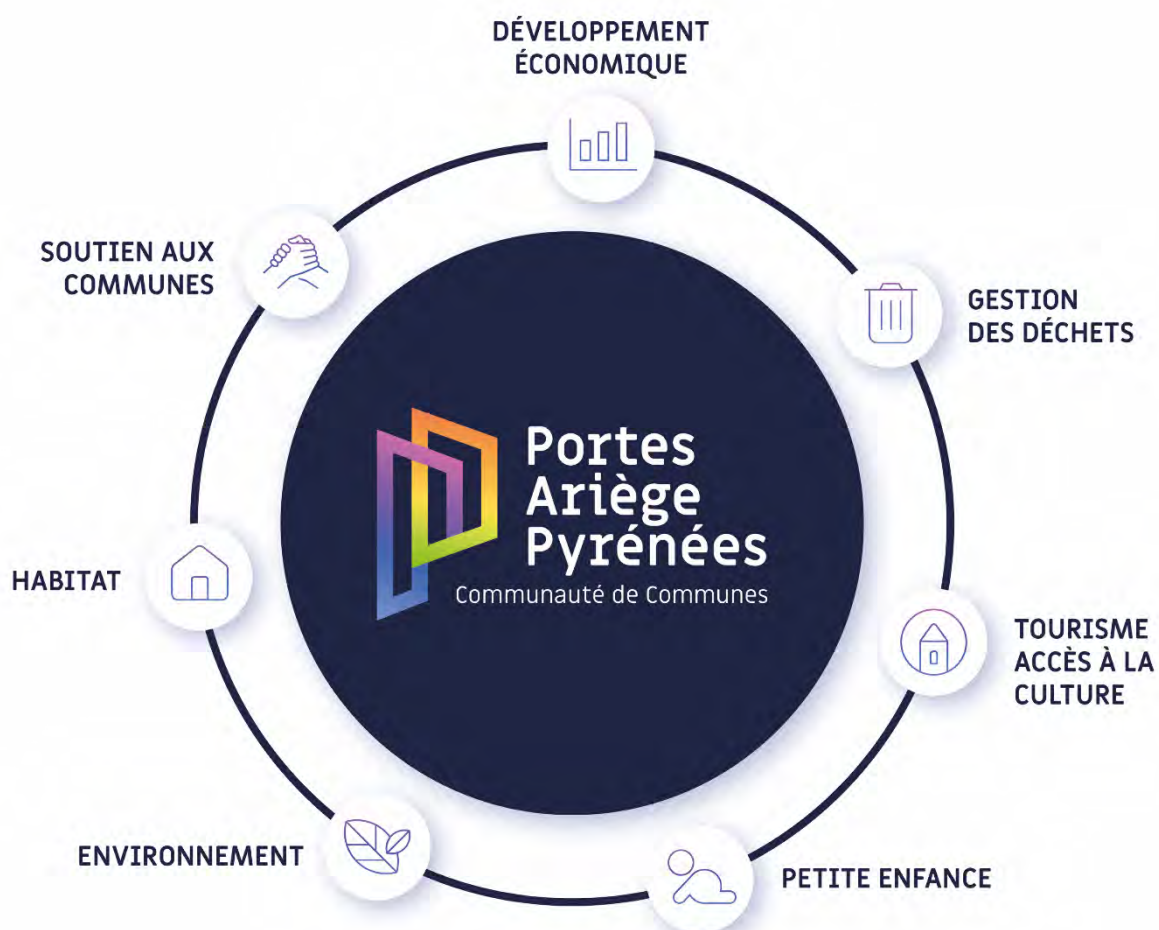 DÉVELOPPEMENT
ÉCONOMIQUE
SOUTIEN AUX
COMMUNES
GESTION
DES DÉCHETS
Portes
Ariège
Pyrénées
Communauté de Communes
HABITAT
TOURISME
ACCÈS À LA
CULTURE
ENVIRONNEMENT
PETITE ENFANCE